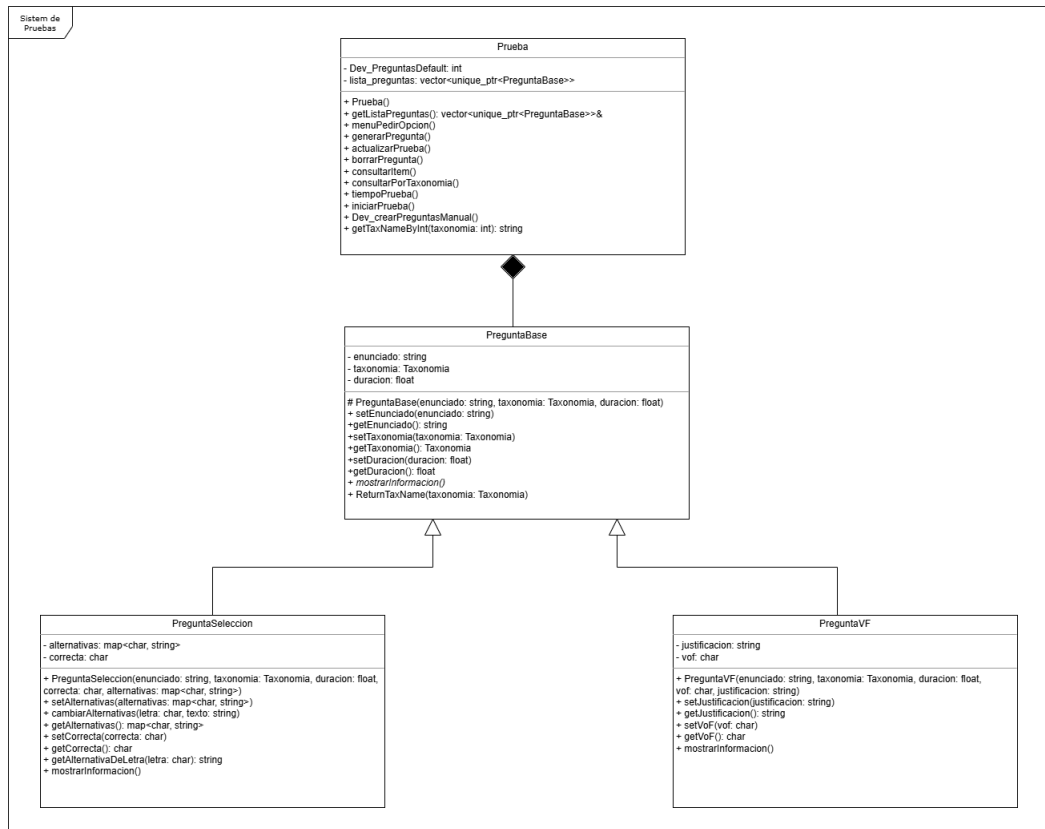 Sistem de
Pruebas
Prueba
- Dev_PreguntasDefault: int
- lista_preguntas: vector<unique_ptr<PreguntaBase>>
+ Prueba()
+ getListaPreguntas(): vector<unique_ptr<PreguntaBase>>&
+ menuPedirOpcion()
+ generarPregunta()
+ actualizarPrueba()
+ borrarPregunta()
+ consultarItem()
+ consultarPorTaxonomia()
+ tiempoPrueba()
+ iniciarPrueba()
+ Dev_crearPreguntasManual()
+ getTaxNameByInt(taxonomia: int): string
PreguntaBase
- enunciado: string
- taxonomia: Taxonomia
- duracion: float
# PreguntaBase(enunciado: string, taxonomia: Taxonomia, duracion: float)
+ setEnunciado(enunciado: string)
+getEnunciado(): string
+setTaxonomia(taxonomia: Taxonomia)
+getTaxonomia(): Taxonomia
+setDuracion(duracion: float)
+getDuracion(): float
+ mostrarInformacion()
+ ReturnTaxName(taxonomia: Taxonomia)
PreguntaSeleccion
- alternativas: map<char, string>
- correcta: char
+ PreguntaSeleccion(enunciado: string, taxonomia: Taxonomia, duracion: float,
correcta: char, alternativas: map<char, string>)
+ setAlternativas(alternativas: map<char, string>)
+ cambiarAlternativas(letra: char, texto: string)
+ getAlternativas(): map<char, string>
+ setCorrecta(correcta: char)
+ getCorrecta(): char
+ getAlternativaDeLetra(letra: char): string
+ mostrarInformacion()
PreguntaVF
- justificacion: string
- vof: char
+ PreguntaVF(enunciado: string, taxonomia: Taxonomia, duracion: float,
vof: char, justificacion: string)
+ setJustificacion(justificacion: string)
+ getJustificacion(): string
+ setVoF(vof: char)
+ getVoF(): char
+ mostrarInformacion()